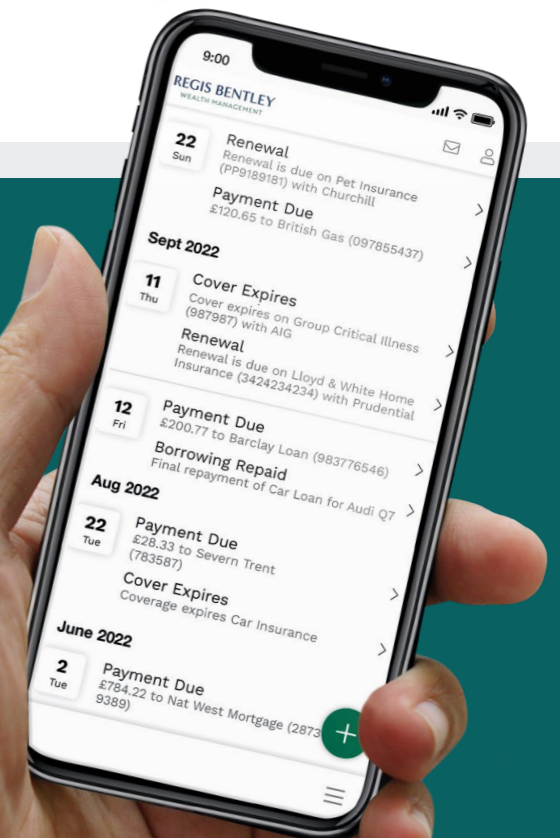 9:00
REGIS BENTLEY
WEALTH MANAGEMENT
22
Sun
Renewal
Renewal is due on Pet Insurance
(PP9189181) with Churchill
Payment Due
£120.65 to British Gas (097855437)
Sept 2022
11
Thu
Cover Expires
Cover expires on Group Critical Illness
(987987) with AIG
Renewal
Renewal is due on Lloyd & White Home
Insurance (3424234234) with Prudential
12
Fri
Payment Due
£200.77 to Barclay Loan (983776546)
Borrowing Repaid
Final repayment of Car Loan for Audi Q7
Aug 2022
22
Tue
Payment Due
£28.33 to Severn Trent
(783587)
Cover Expires
Coverage expires Car Insurance
June 2022
2
Tue
Payment Due
£784.22 to Nat West Mortgage (2873
9389)